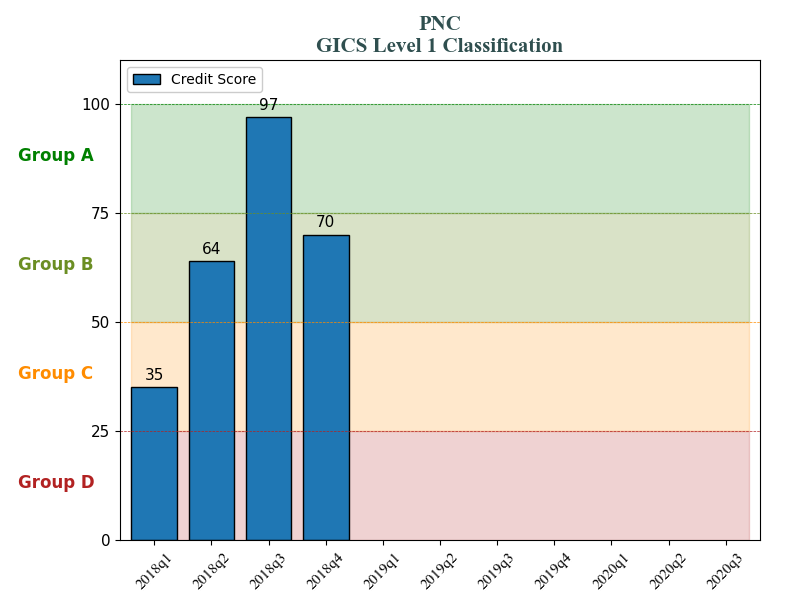 PNC
GICS Level 1 Classification
Credit Score
100
97
Group A
75
70
64
Group B
50
35
Group C
25
Group D
0
2018q1
2018q2
2018q3
2018q4
2019q1
2019q2
2019q3
2019q4
2020q1
2020q2
2020q3